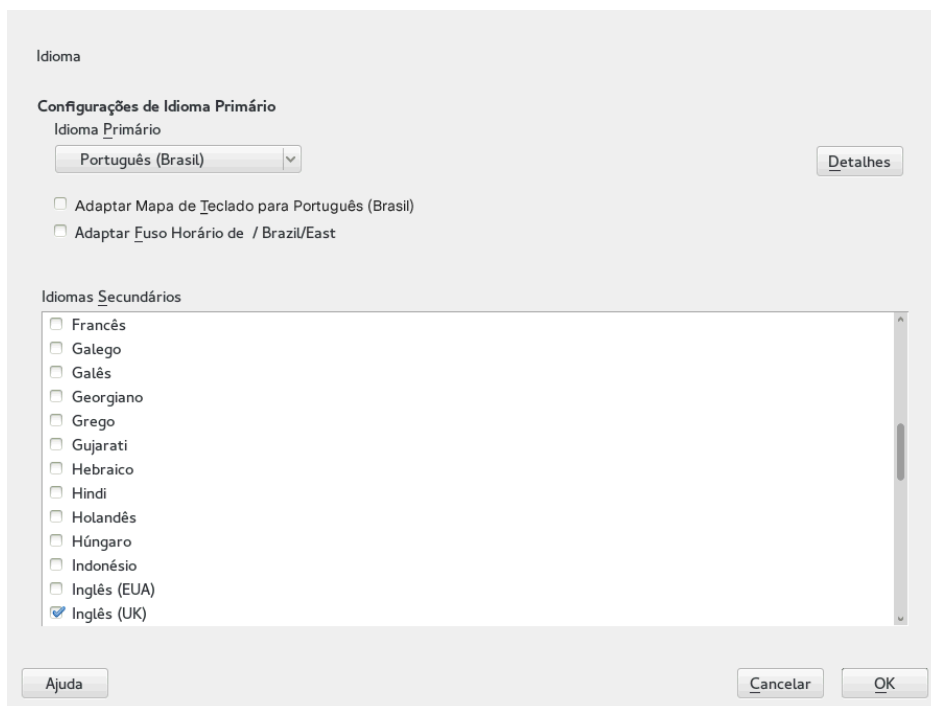 Idioma
Configurações de Idioma Primário
Idioma Primário
Português (Brasil)
Detalhes
Adaptar Mapa de Teclado para Português (Brasil)
Adaptar Fuso Horário de / Brazil/East
Idiomas Secundários
Francês
Galego
Galês
Georgiano
Grego
Gujarati
Hebraico
Hindi
Holandês
Húngaro
Indonésio
Inglês (EUA)
Inglês (UK)
Ajuda
Cancelar
OK